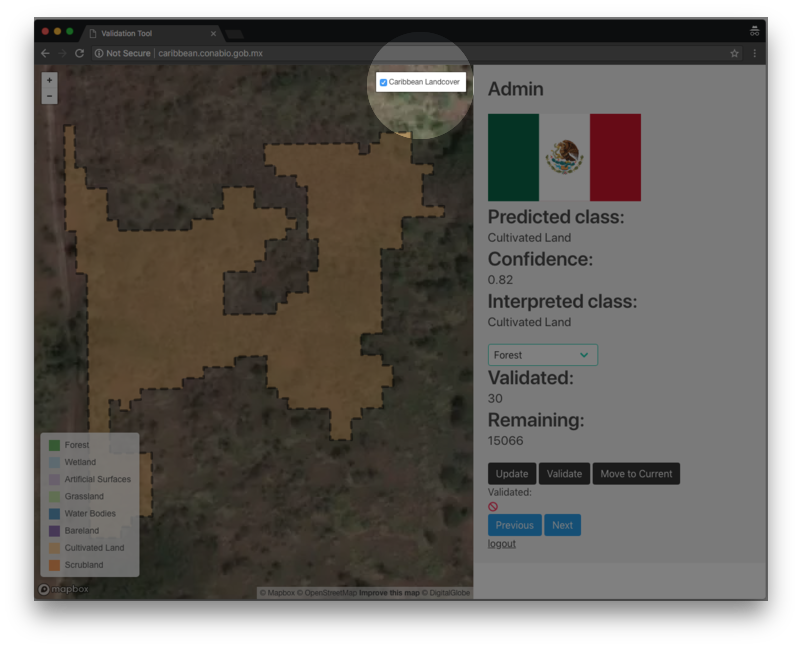 Validation Tool
Not Secure | caribbean.conabio.gob.mx
+
−
Caribbean Landcover
Forest
Wetland
Artificial Surfaces
Grassland
Water Bodies
Bareland
Cultivated Land
Scrubland
mapbox
© Mapbox © OpenStreetMap Improve this map © DigitalGlobe
Admin
Predicted class:
Cultivated Land
Confidence:
0.82
Interpreted class:
Cultivated Land
Forest
Validated:
30
Remaining:
15066
Update Validate Move to Current
Validated:
Previous Next
logout